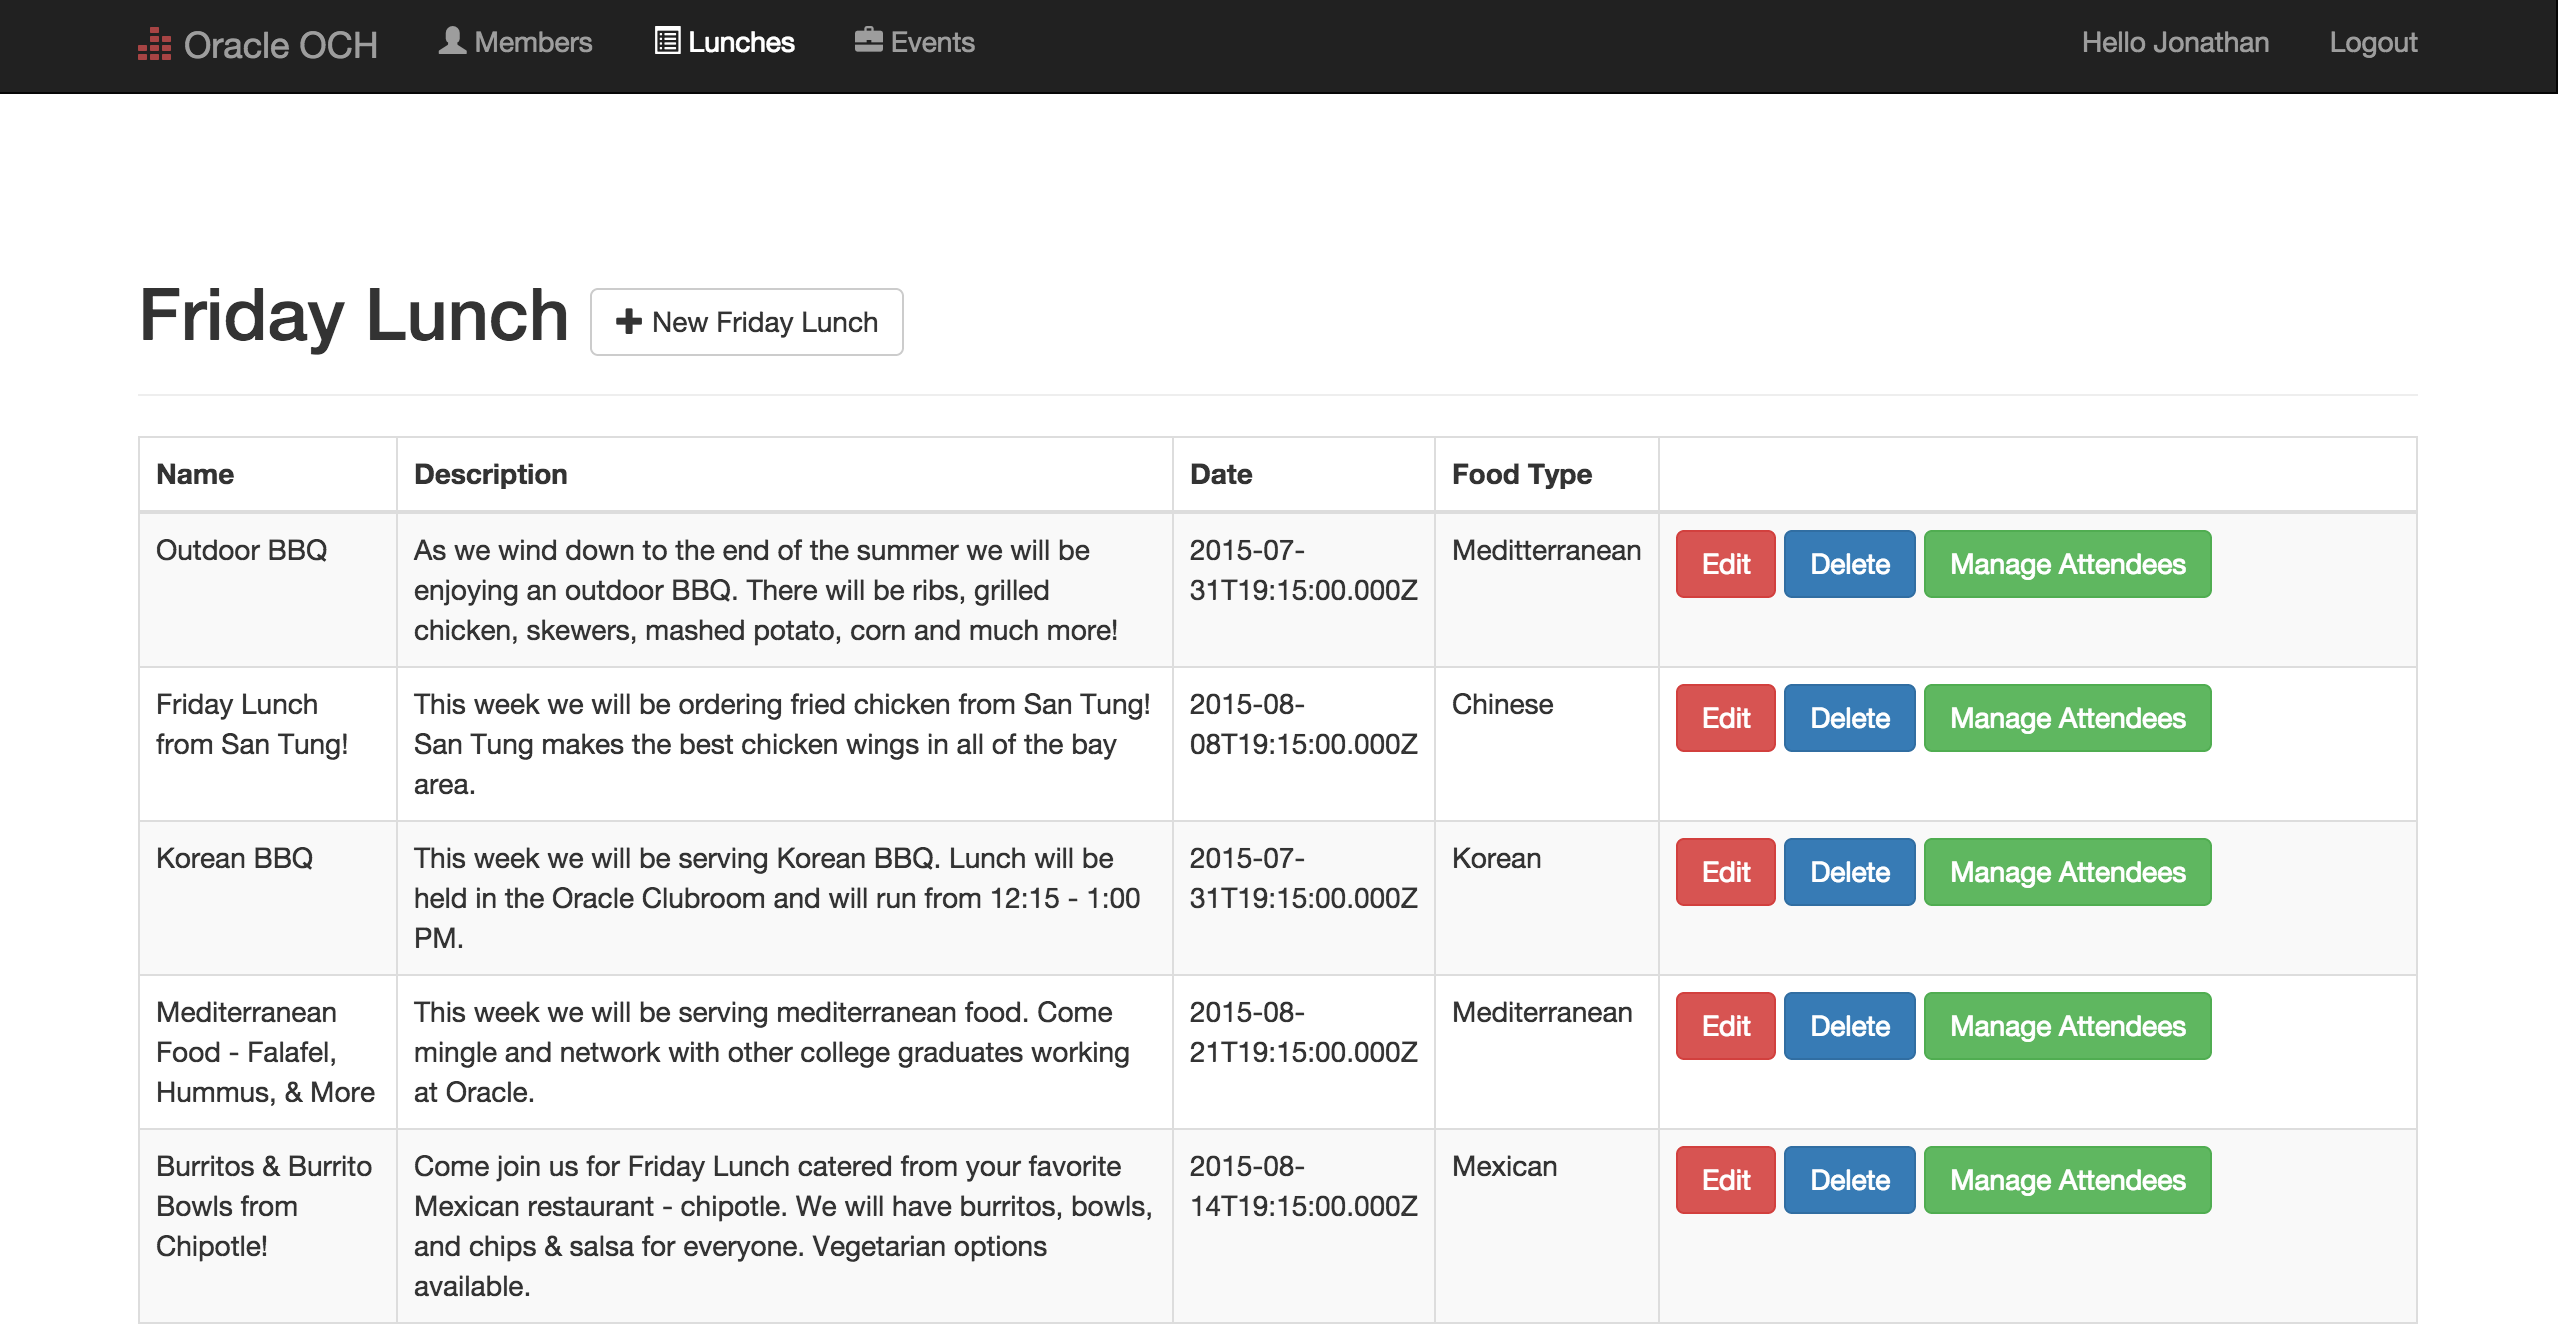 Oracle OCH Members Lunches Events Hello Jonathan Logout
Friday Lunch New Friday Lunch
Name Description Date Food Type
Outdoor BBQ As we wind down to the end of the summer we will be 2015-07- Meditterranean Edit Delete Manage Attendees
enjoying an outdoor BBQ. There will be ribs, grilled 31T19:15:00.000Z
chicken, skewers, mashed potato, corn and much more!
Friday Lunch This week we will be ordering fried chicken from San Tung! 2015-08- Chinese Edit Delete Manage Attendees
from San Tung! San Tung makes the best chicken wings in all of the bay 08T19:15:00.000Z
area.
Korean BBQ This week we will be serving Korean BBQ. Lunch will be 2015-07- Korean Edit Delete Manage Attendees
held in the Oracle Clubroom and will run from 12:15 - 1:00 31T19:15:00.000Z
PM.
Mediterranean This week we will be serving mediterranean food. Come 2015-08- Mediterranean Edit Delete Manage Attendees
Food - Falafel, mingle and network with other college graduates working 21T19:15:00.000Z
Hummus, & More at Oracle.
Burritos & Burrito Come join us for Friday Lunch catered from your favorite 2015-08- Mexican Edit Delete Manage Attendees
Bowls from Mexican restaurant - chipotle. We will have burritos, bowls, 14T19:15:00.000Z
Chipotle! and chips & salsa for everyone. Vegetarian options
available.